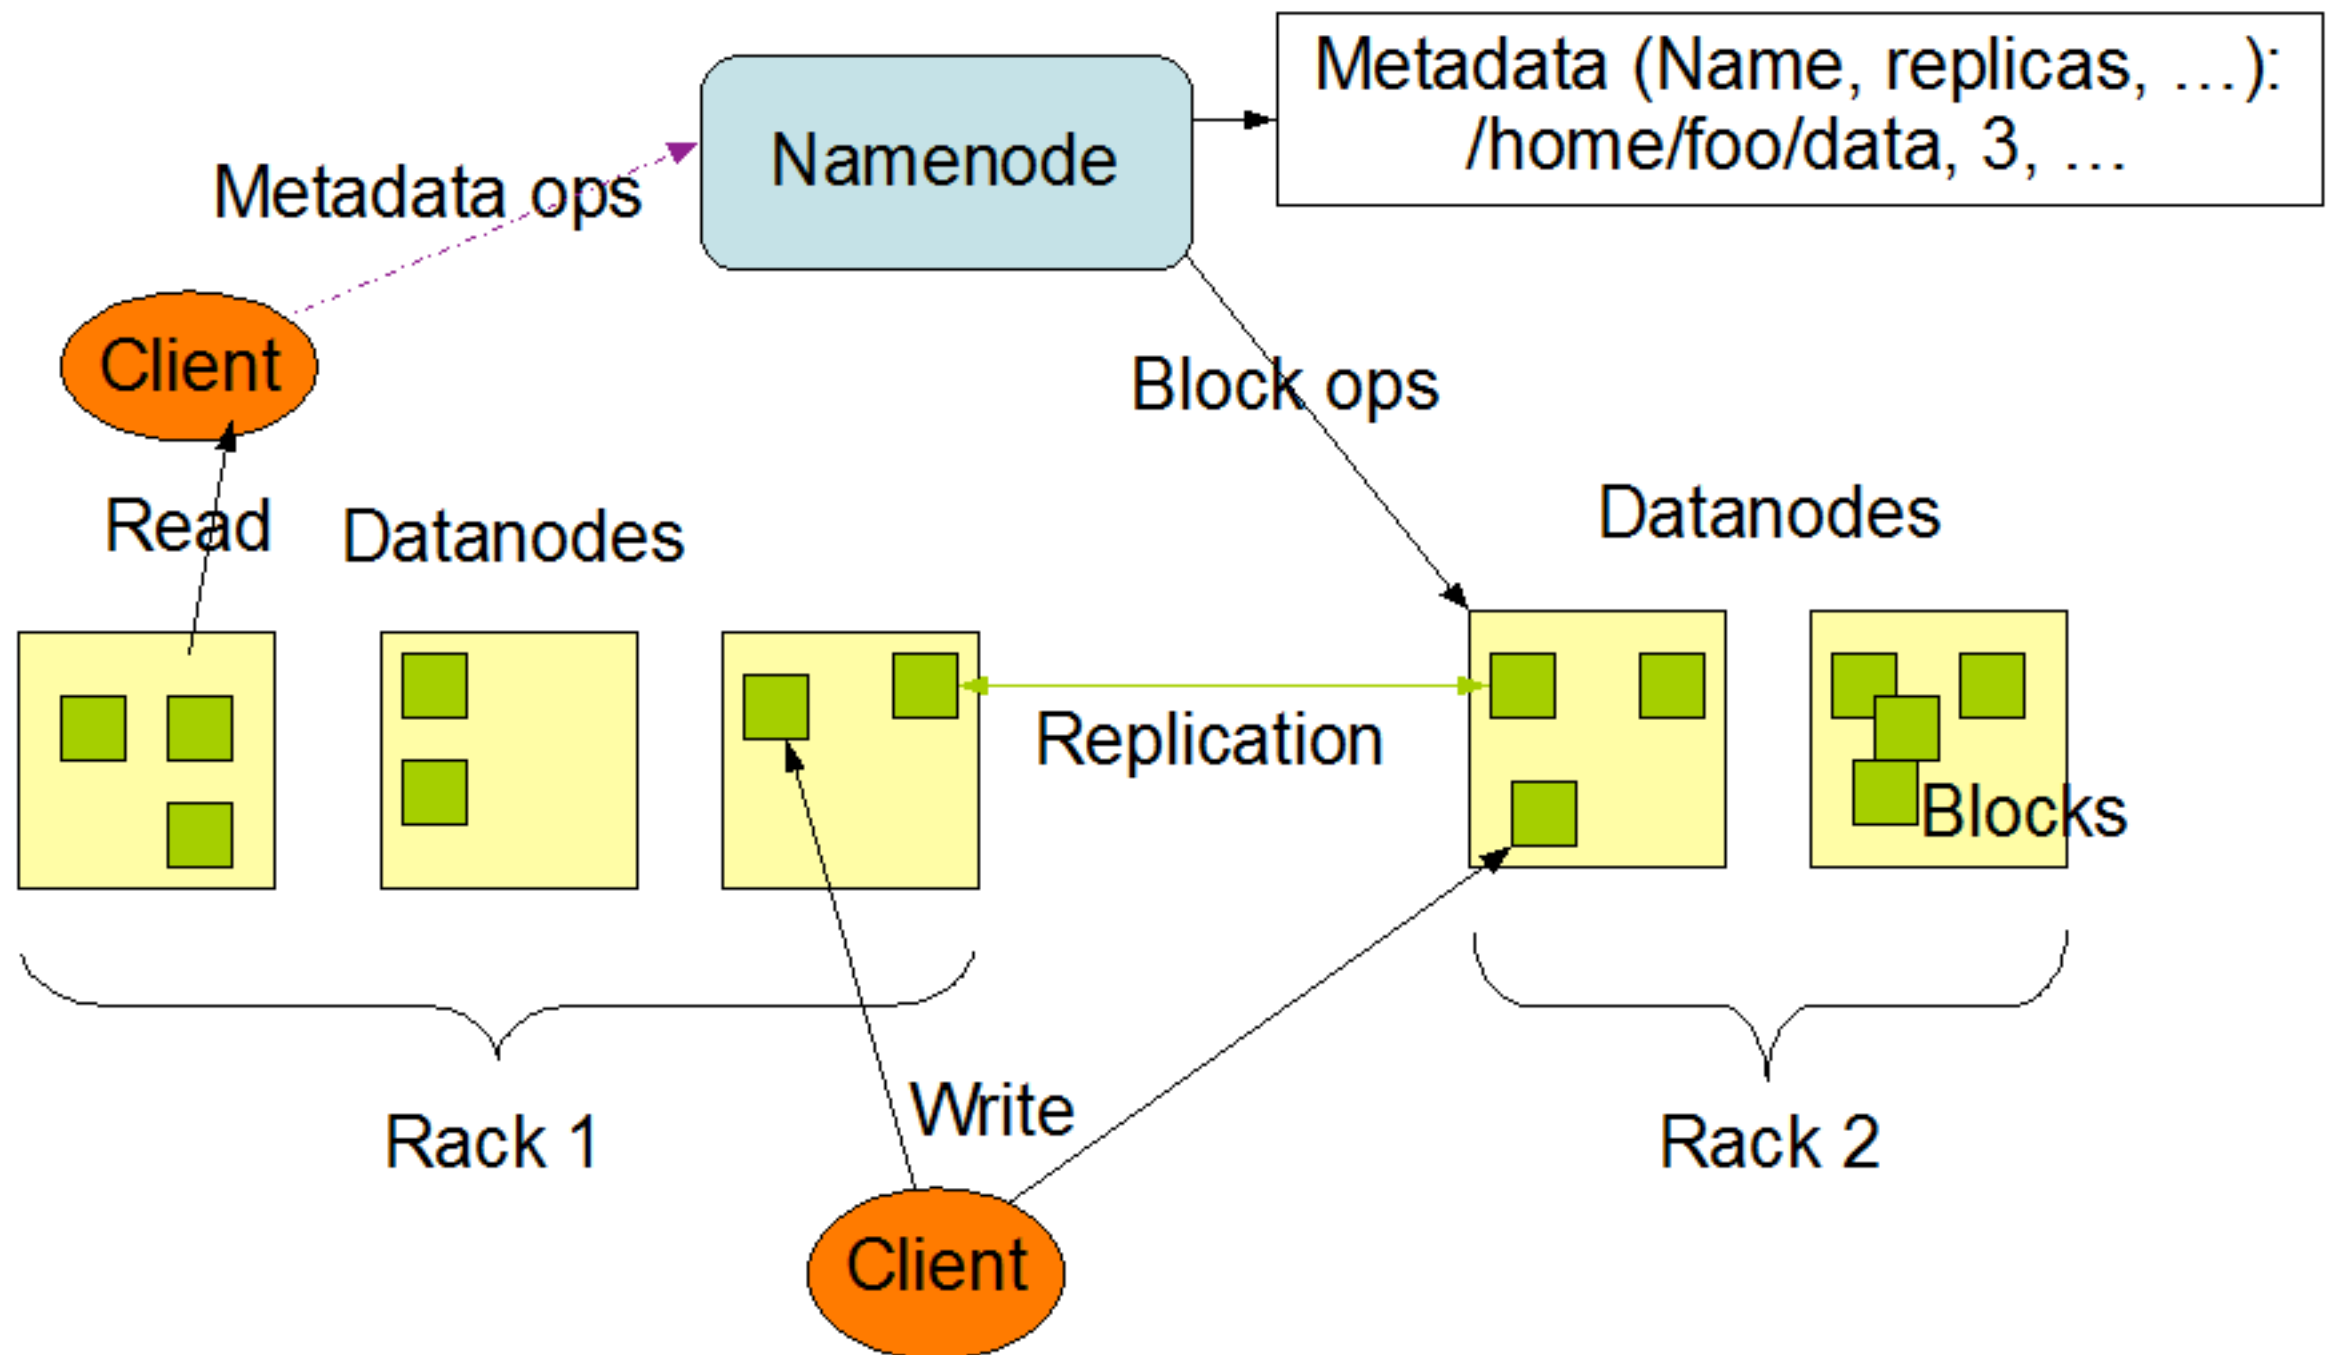 Metadata (Name, replicas, …):
/home/foo/data, 3, …
Namenode
Metadata ops
Client
Block ops
Read
Datanodes
Datanodes
Replication
Blocks
Rack 1
Write
Rack 2
Client